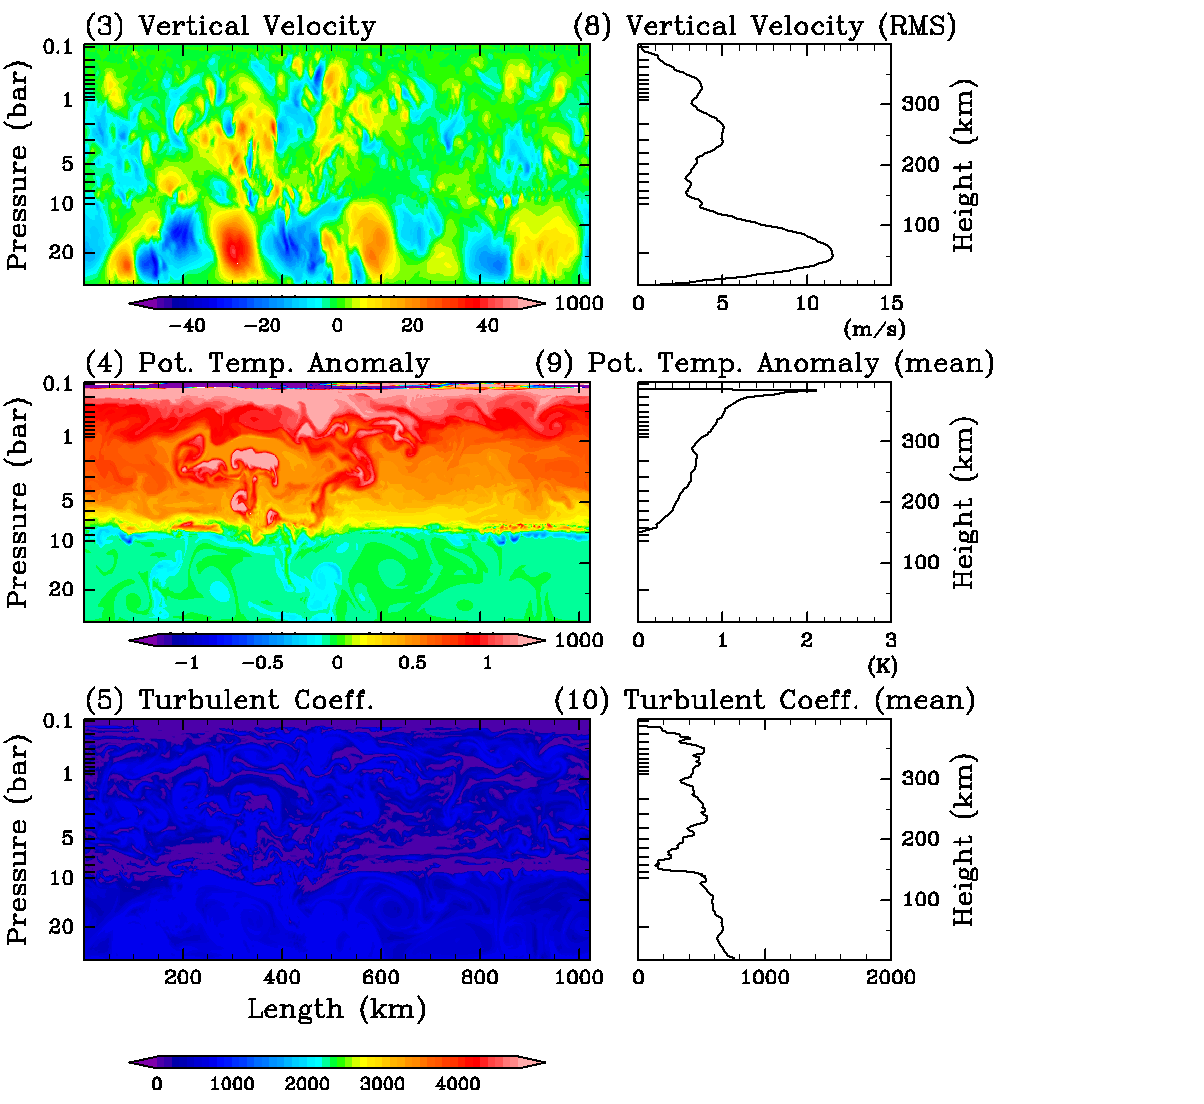 (3) Vertical Velocity
(8) Vertical Velocity (RMS)
0.1
1
5
10
20
Pressure (bar)
300
200
100
Height (km)
-40 -20 0 20 40 1000
0 5 10 15
(m/s)
(4) Pot. Temp. Anomaly
(9) Pot. Temp. Anomaly (mean)
0.1
1
5
10
20
Pressure (bar)
300
200
100
Height (km)
-1 -0.5 0 0.5 1 1000
0 1 2 3
(K)
(5) Turbulent Coeff.
(10) Turbulent Coeff. (mean)
0.1
1
5
10
20
Pressure (bar)
300
200
100
Height (km)
200 400 600 800 1000
0 1000 2000
Length (km)
0 1000 2000 3000 4000